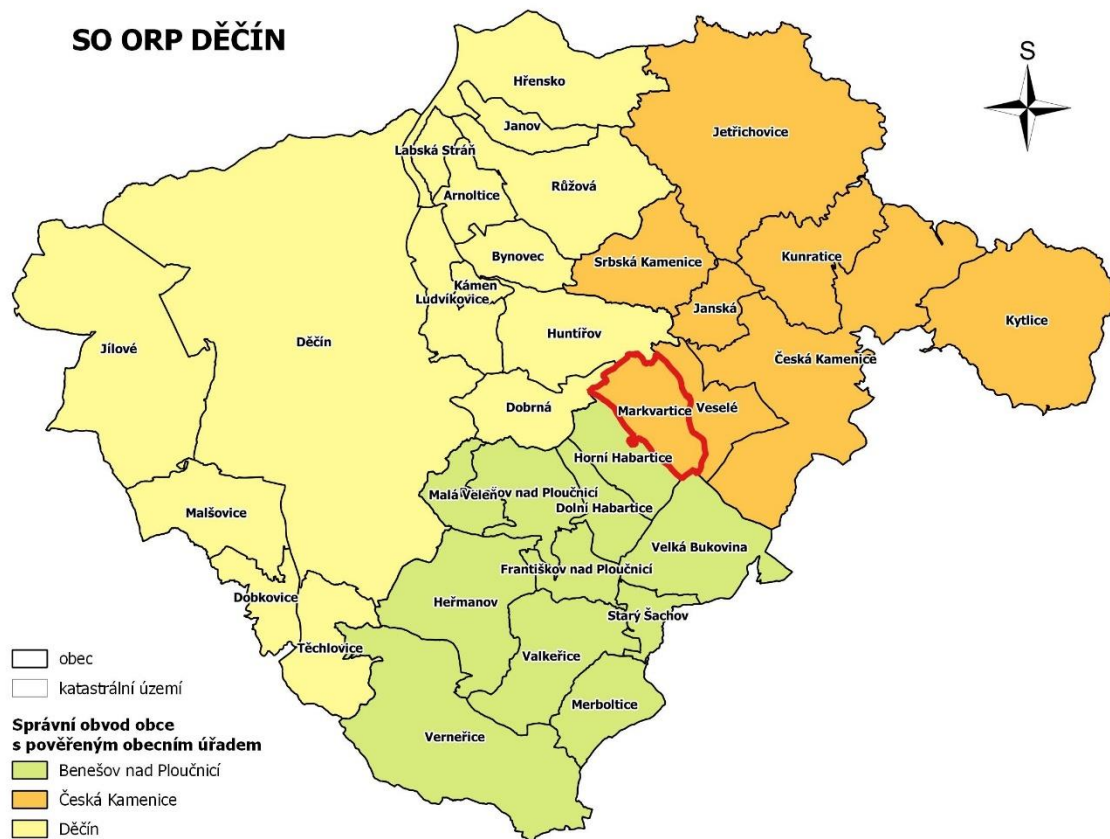 SO ORP DĚČÍN
S
Hřensko
Janov
Jetřichovice
Labská Stráň
Růžová
Arnoltice
Bynovec
Srbská Kamenice
Kunratice
Kámen
Ludvíkovice
Janská
Kytlice
Huntířov
Jílové
Děčín
Česká Kamenice
Dobrná
Markvartice
Veselé
Horní Habartice
Malá Veleň
ov nad Ploučnicí
Dolní Habartice
Malšovice
Velká Bukovina
Františkov nad Ploučnicí
Dobkovice
Heřmanov
Starý Šachov
Těchlovice
Valkeřice
Merboltice
Verneřice
obec
katastrální území
Správní obvod obce
s pověřeným obecním úřadem
Benešov nad Ploučnicí
Česká Kamenice
Děčín